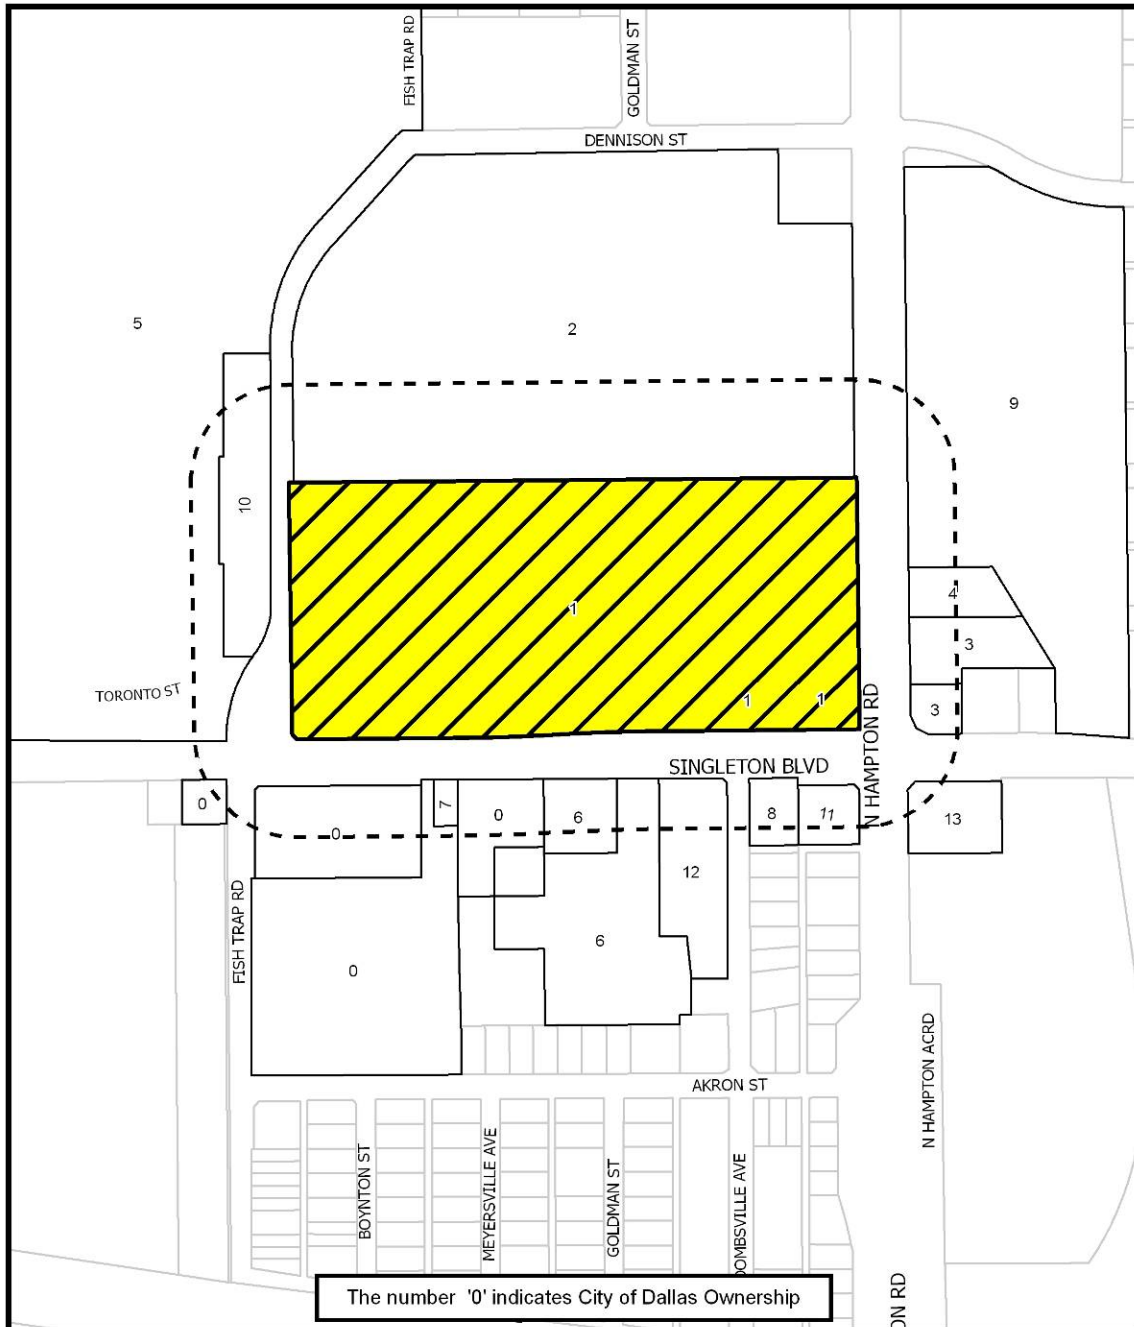 FISH TRAP RD
GOLDMAN ST
DENNISON ST
5
2
9
10
1
4
3
1
1
3
TORONTO ST
N HAMPTON RD
SINGLETON BLVD
0
0
7
0
6
8
11
13
12
FISH TRAP RD
6
0
N HAMPTON ACRD
AKRON ST
BOYNTON ST
MEYERSVILLE AVE
GOLDMAN ST
OOMBSVILLE AVE
ON RD
The number '0' indicates City of Dallas Ownership